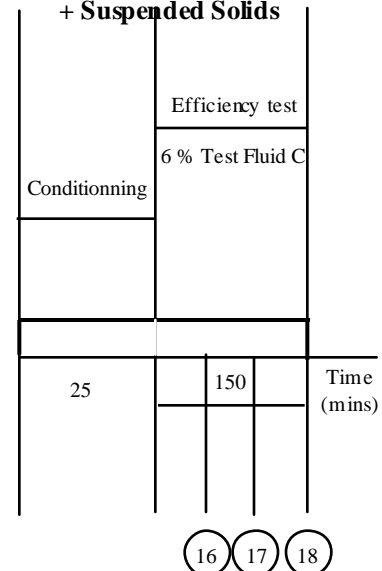 + Suspended Solids
Efficiency test
6 % Test Fluid C
Conditionning
25
150
Time
(mins)
16
17
18